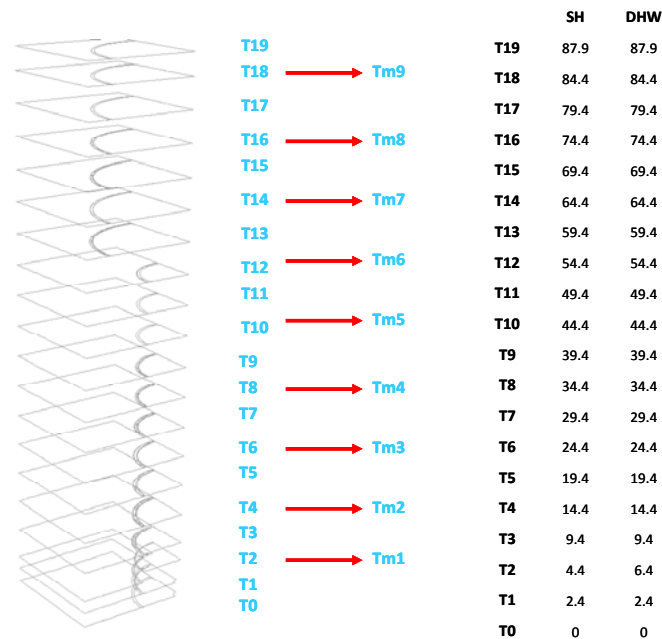 SH DHW
T19
T18 Tm9
T17
T16 Tm8
T15
T14 Tm7
T13
T12 Tm6
T11
T10 Tm5
T9
T8 Tm4
T7
T6 Tm3
T5
T4 Tm2
T3
T2 Tm1
T1
T0
T19 87.9 87.9
T18 84.4 84.4
T17 79.4 79.4
T16 74.4 74.4
T15 69.4 69.4
T14 64.4 64.4
T13 59.4 59.4
T12 54.4 54.4
T11 49.4 49.4
T10 44.4 44.4
T9 39.4 39.4
T8 34.4 34.4
T7 29.4 29.4
T6 24.4 24.4
T5 19.4 19.4
T4 14.4 14.4
T3 9.4 9.4
T2 4.4 6.4
T1 2.4 2.4
T0 0 0